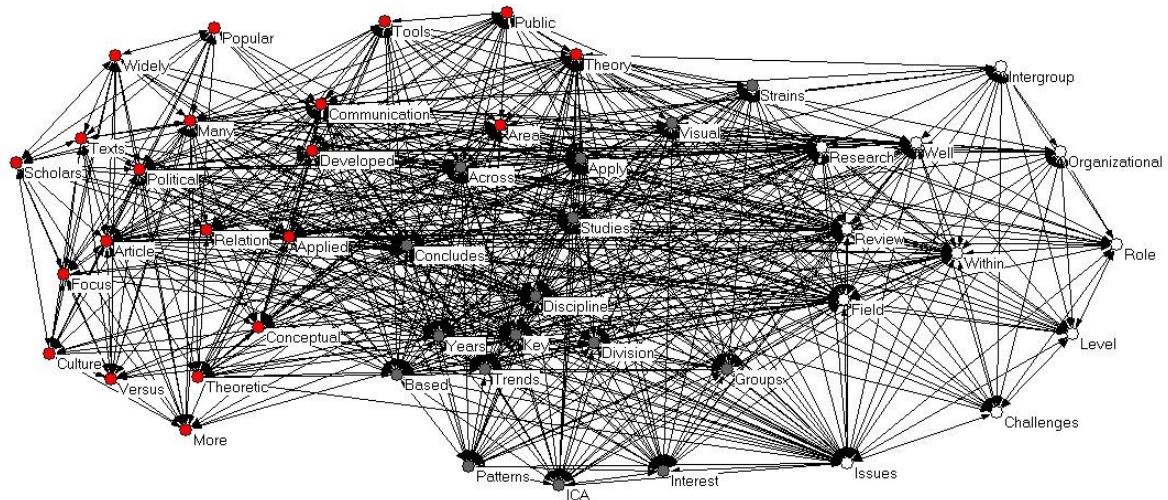 Public
Tools
Popular
Widely
Theory
Intergroup
Strains
Communication
Many
Area
Visual
Texts
Developed
Research
Well
Organizational
Scholars
Political
Across
Apply
Studies
Relation
Applied
Review
Article
Concludes
Within
Role
Focus
Discipline
Field
Conceptual
Years
Key
Division
Level
Culture
Versus
Theoretic
Based
Trends
Groups
Challenges
More
Patterns
ICA
Interest
Issues